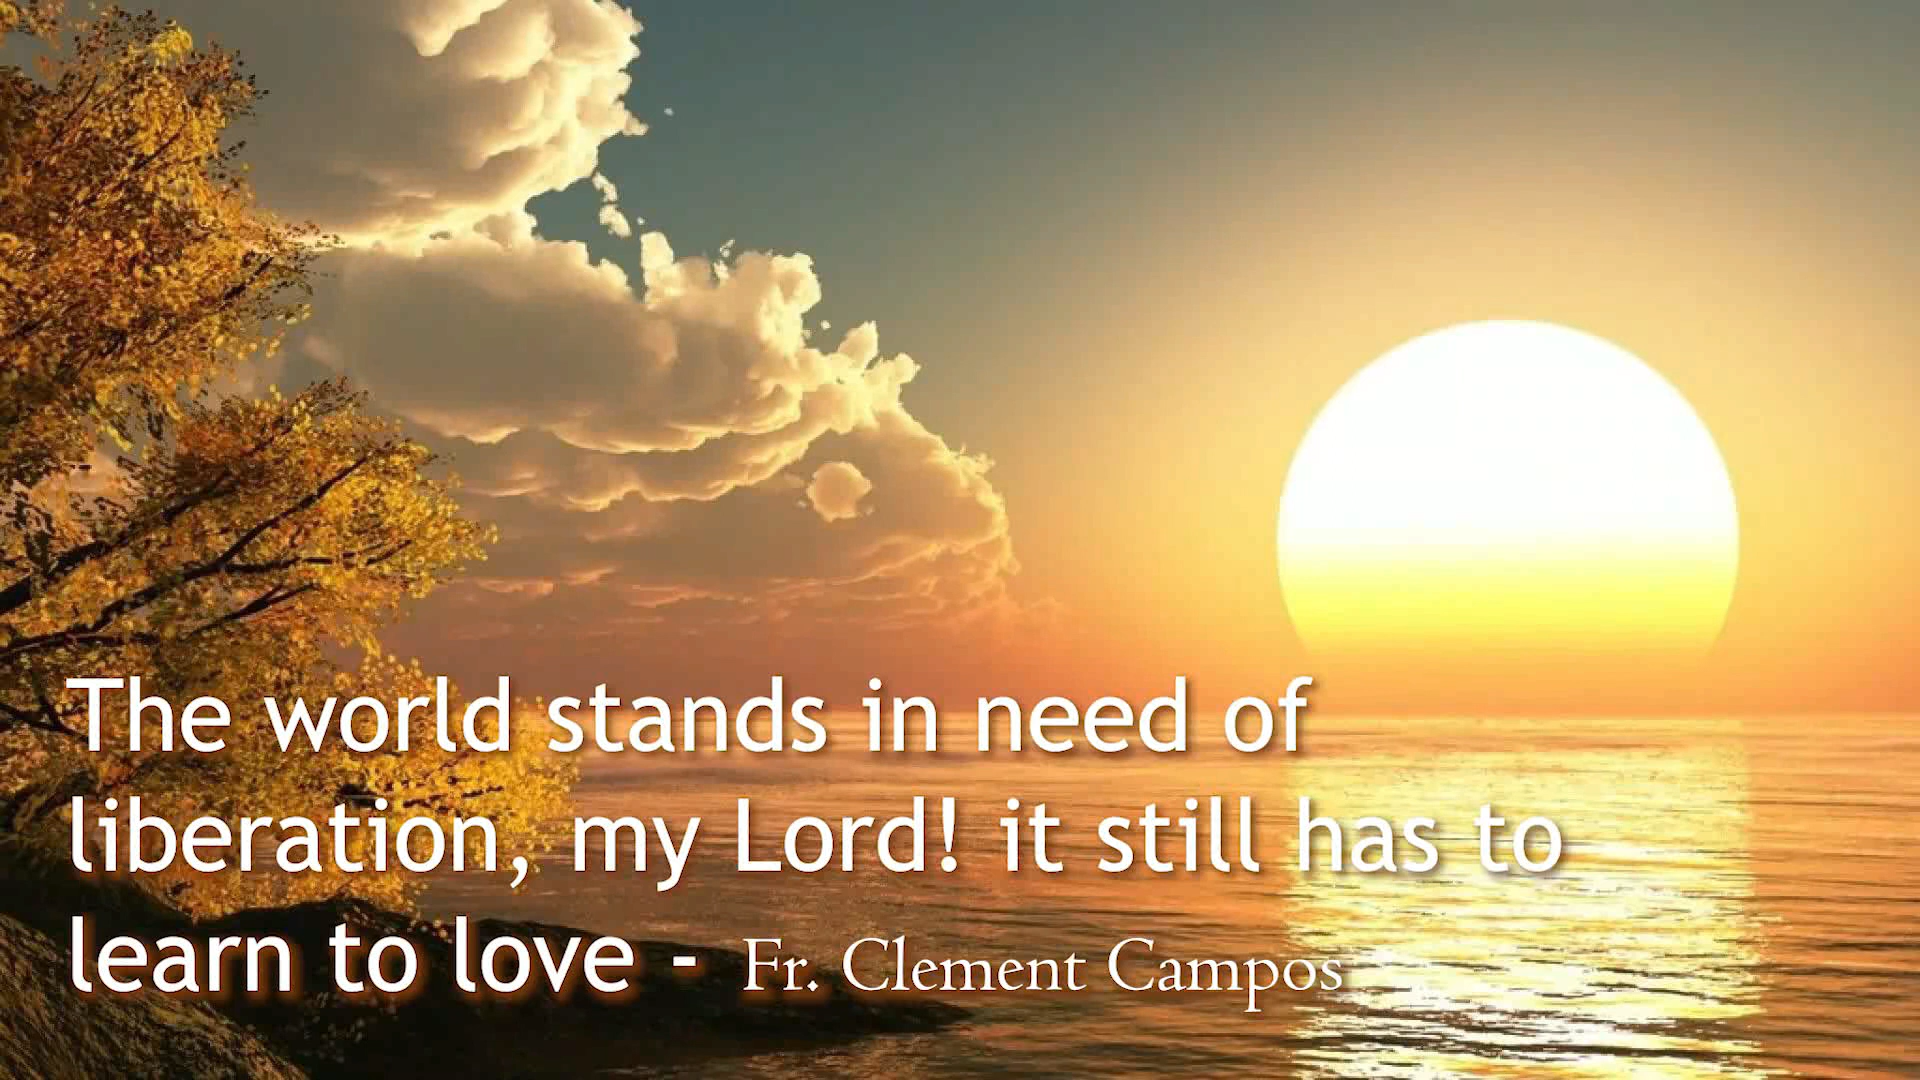 The world stands in need of
liberation, my Lord! it still has to
learn to love - Fr. Clement Campos